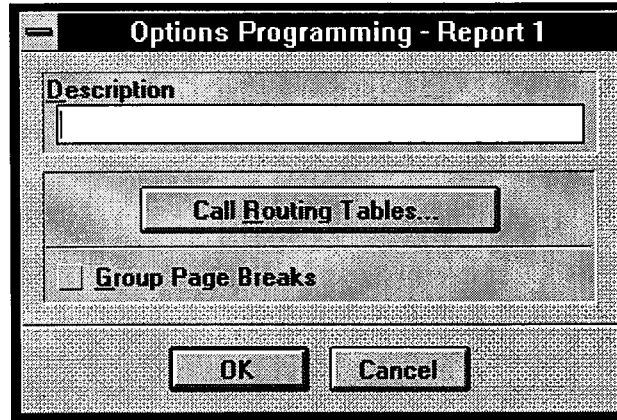 Options Programming - Report 1
Description
Call Routing Tables...
Group Page Breaks
OK Cancel